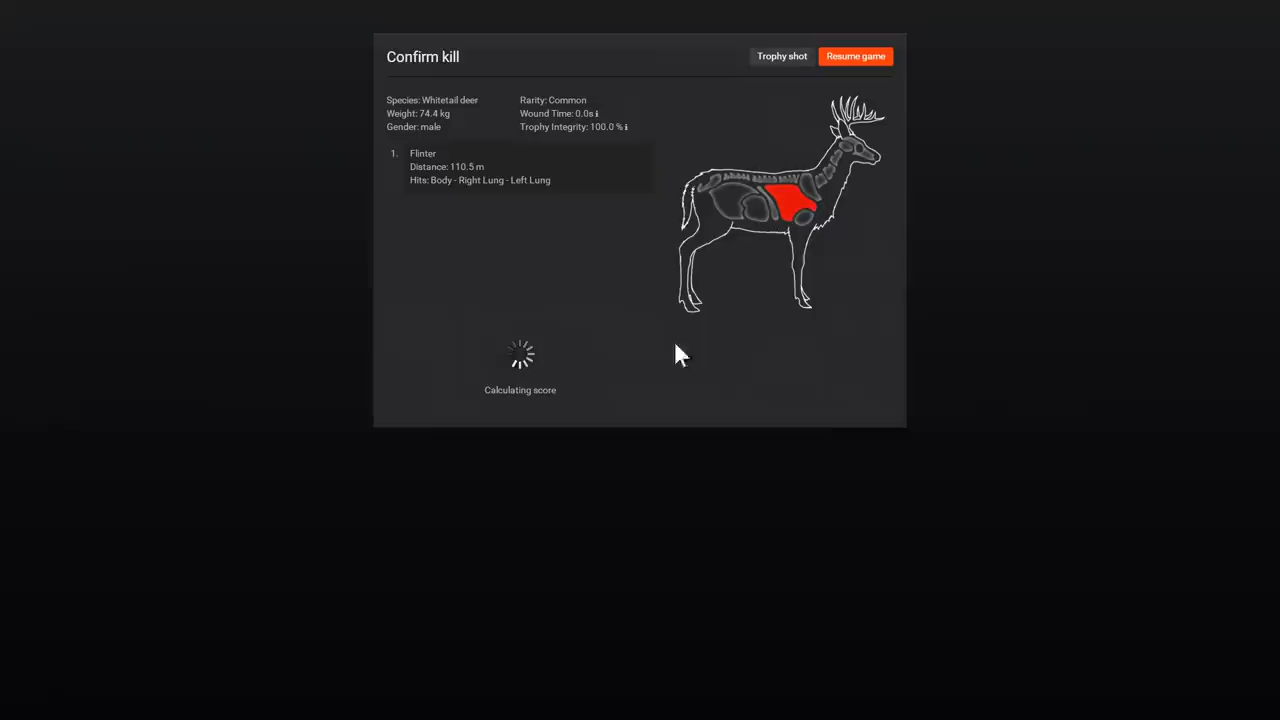 Confirm kill
Trophy shot
Resume game
Species: Whitetail deer
Weight: 74.4 kg
Gender: male
Rarity: Common
Wound Time: 0.0s i
Trophy Integrity: 100.0 % i
1. Flinter
Distance: 110.5 m
Hits: Body - Right Lung - Left Lung
Calculating score